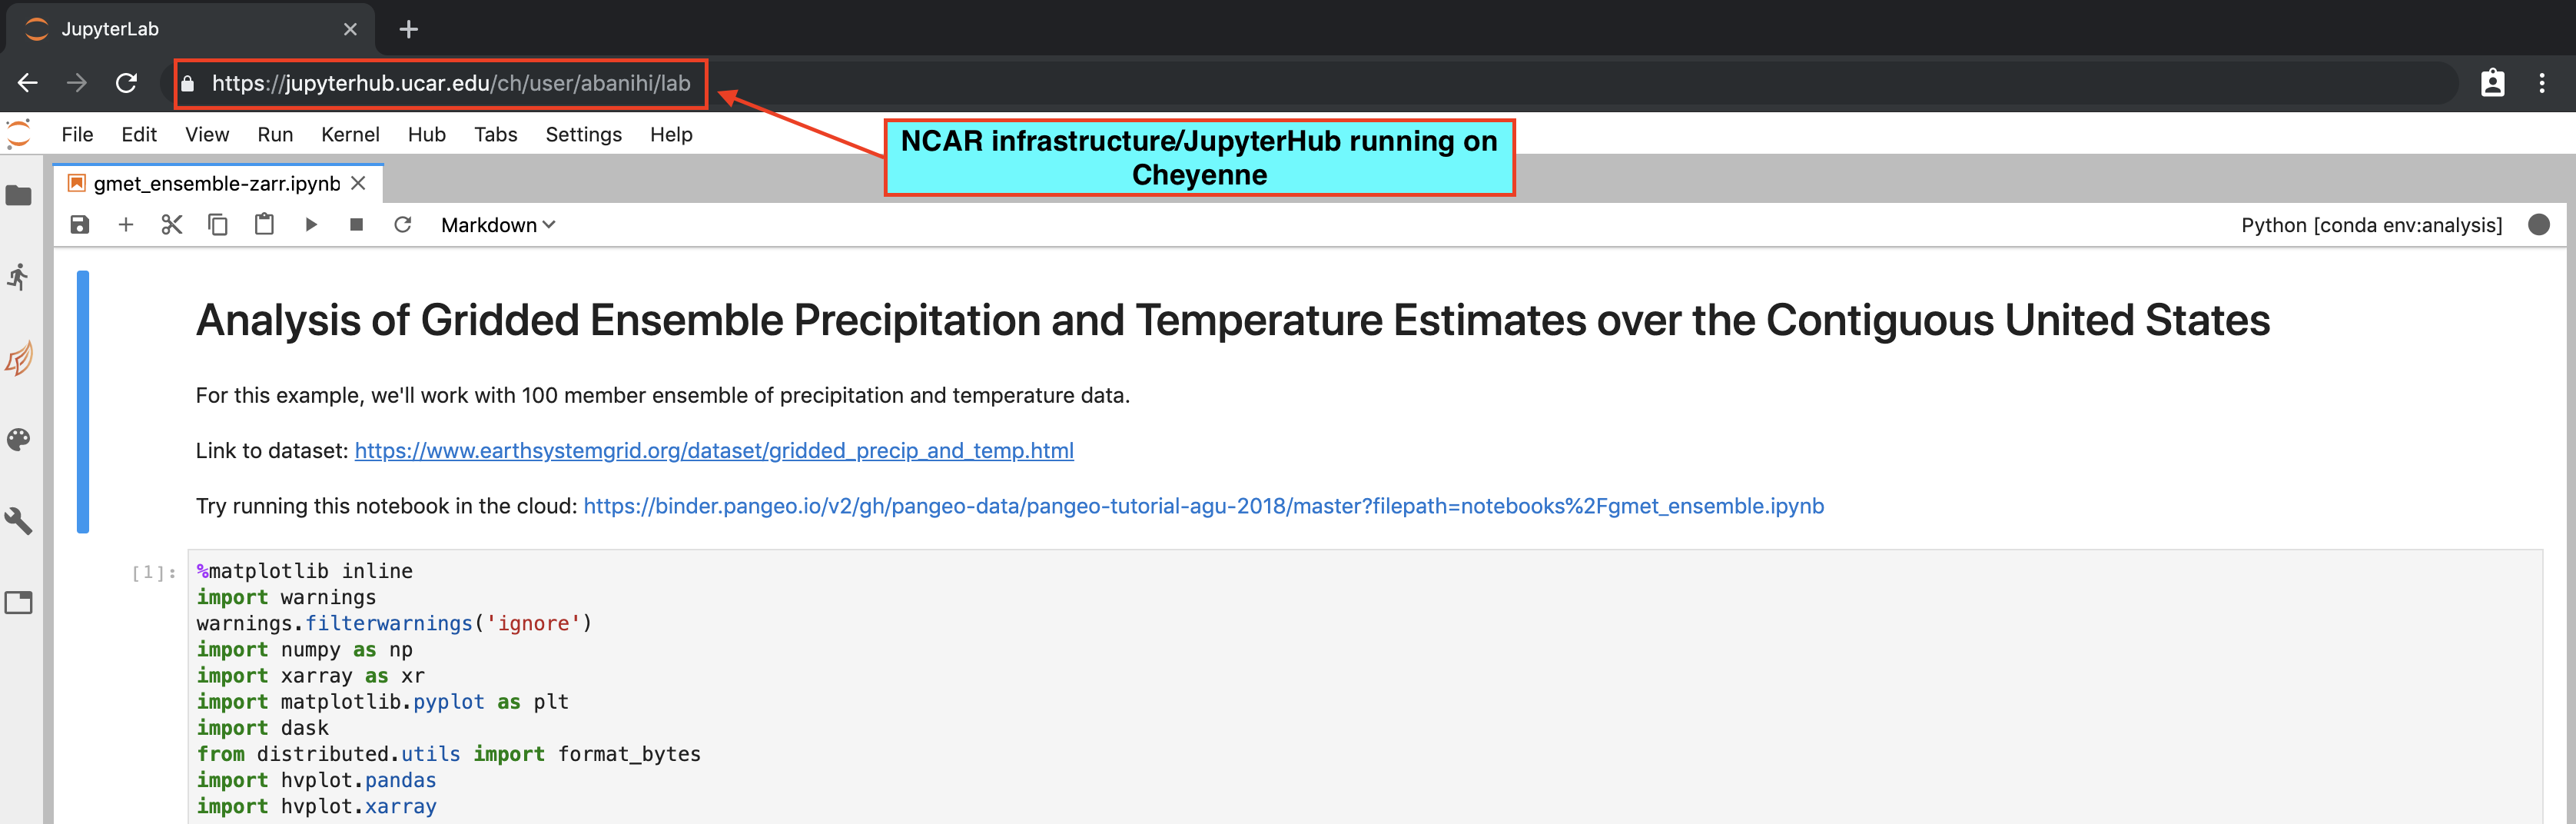 JupyterLab
https://jupyterhub.ucar.edu/ch/user/abanihi/lab
File Edit View Run Kernel Hub Tabs Settings Help
NCAR infrastructure/JupyterHub running on
Cheyenne
gmet_ensemble-zarr.ipynb
Markdown
Python [conda env:analysis]
Analysis of Gridded Ensemble Precipitation and Temperature Estimates over the Contiguous United States
For this example, we'll work with 100 member ensemble of precipitation and temperature data.
Link to dataset: https://www.earthsystemgrid.org/dataset/gridded_precip_and_temp.html
Try running this notebook in the cloud: https://binder.pangeo.io/v2/gh/pangeo-data/pangeo-tutorial-agu-2018/master?filepath=notebooks%2Fgmet_ensemble.ipynb
[1]: %matplotlib inline
import warnings
warnings.filterwarnings('ignore')
import numpy as np
import xarray as xr
import matplotlib.pyplot as plt
import dask
from distributed.utils import format_bytes
import hvplot.pandas
import hvplot.xarray